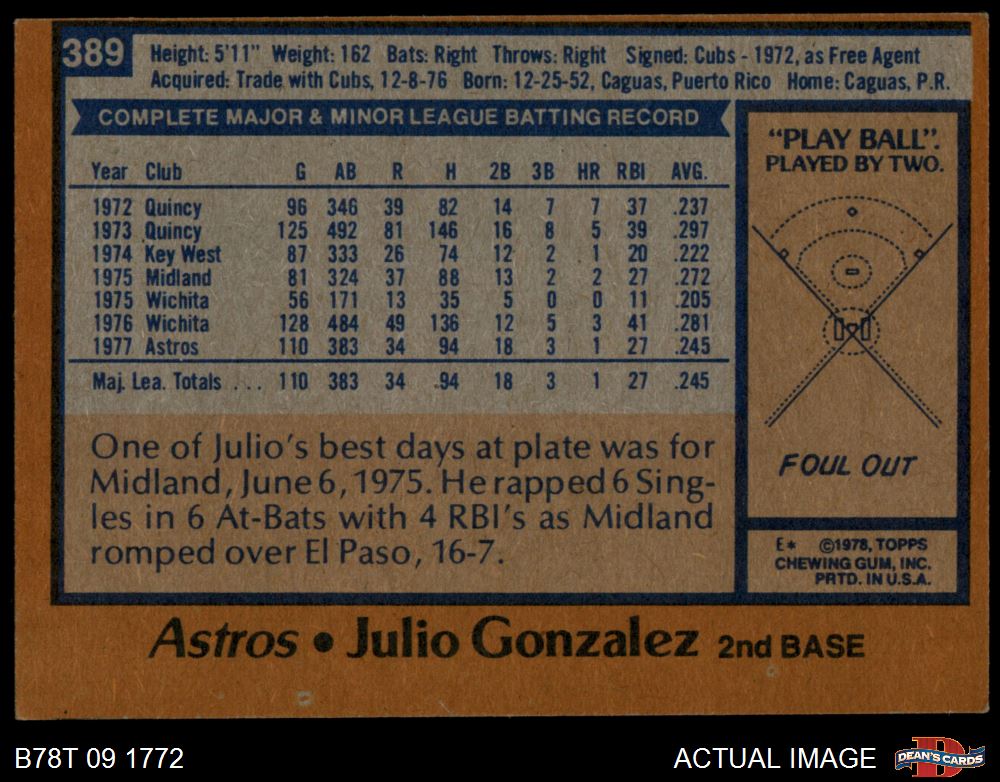 389
Height: 5'11" Weight: 162 Bats: Right Throws: Right Signed: Cubs - 1972, as Free Agent
Acquired: Trade with Cubs, 12-8-76 Born: 12-25-52, Caguas, Puerto Rico Home: Caguas, P.R.
COMPLETE MAJOR & MINOR LEAGUE BATTING RECORD
Year Club G AB R H 2B 3B HR RBI AVG.
1972 Quincy 96 346 39 82 14 7 7 37 .237
1973 Quincy 125 492 81 146 16 8 5 39 .297
1974 Key West 87 333 26 74 12 2 1 20 .222
1975 Midland 81 324 37 88 13 2 2 27 .272
1975 Wichita 56 171 13 35 5 0 0 11 .205
1976 Wichita 128 484 49 136 12 5 3 41 .281
1977 Astros 110 383 34 94 18 3 1 27 .245
Maj. Lea. Totals . . . 110 383 34 94 18 3 1 27 .245
One of Julio's best days at plate was for
Midland, June 6, 1975. He rapped 6 Sing-
les in 6 At-Bats with 4 RBI's as Midland
romped over El Paso, 16-7.
"PLAY BALL".
PLAYED BY TWO.
FOUL OUT
E* ©1978, TOPPS
CHEWING GUM, INC.
PRTD. IN U.S.A.
Astros • Julio Gonzalez 2nd BASE
B78T 09 1772
ACTUAL IMAGE
D
DEAN'S CARDS